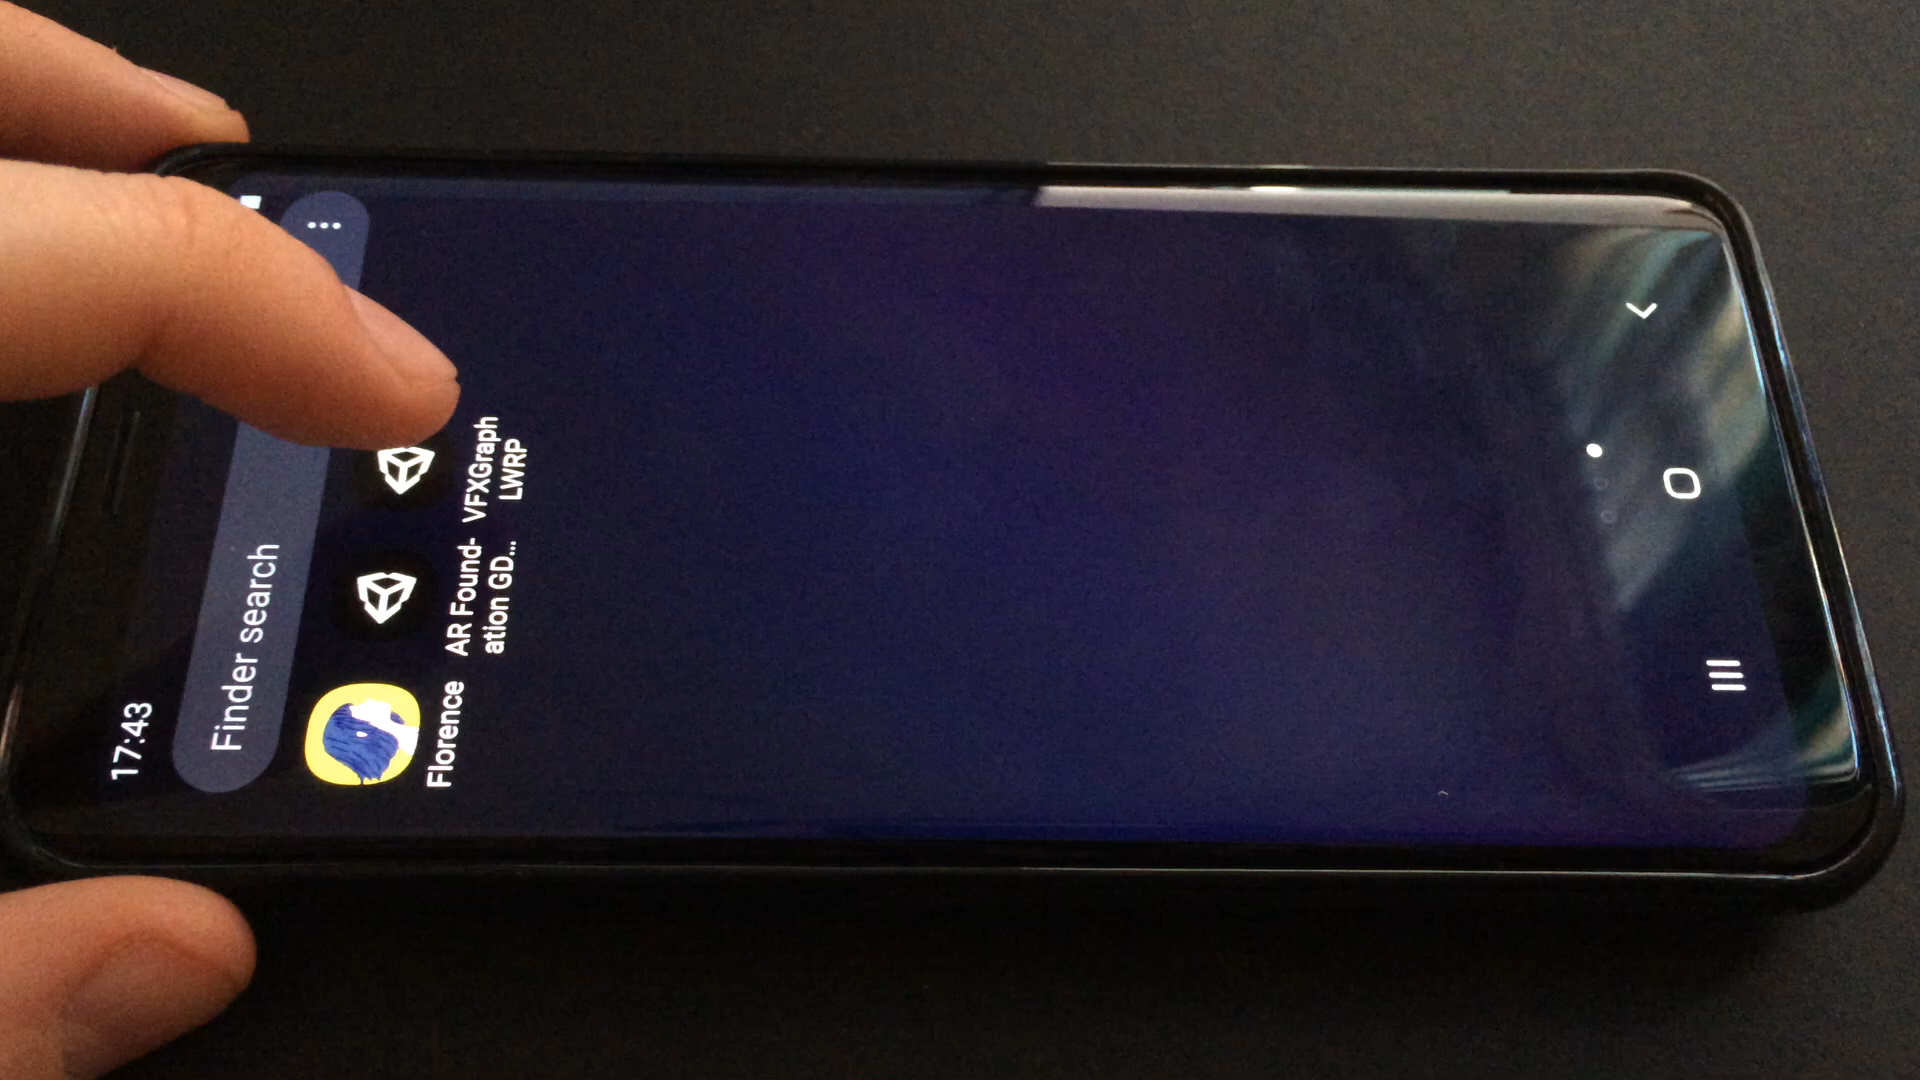 17:43
Finder search
Florence
AR Found-
ation GD...
VFXGraph
LWRP